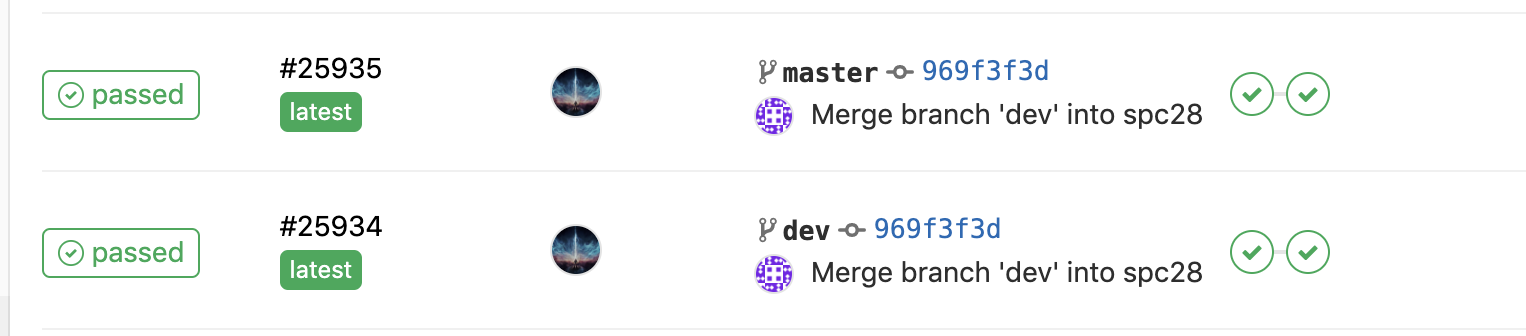 passed
#25935
latest
master 969f3f3d
Merge branch 'dev' into spc28
passed
#25934
latest
dev 969f3f3d
Merge branch 'dev' into spc28